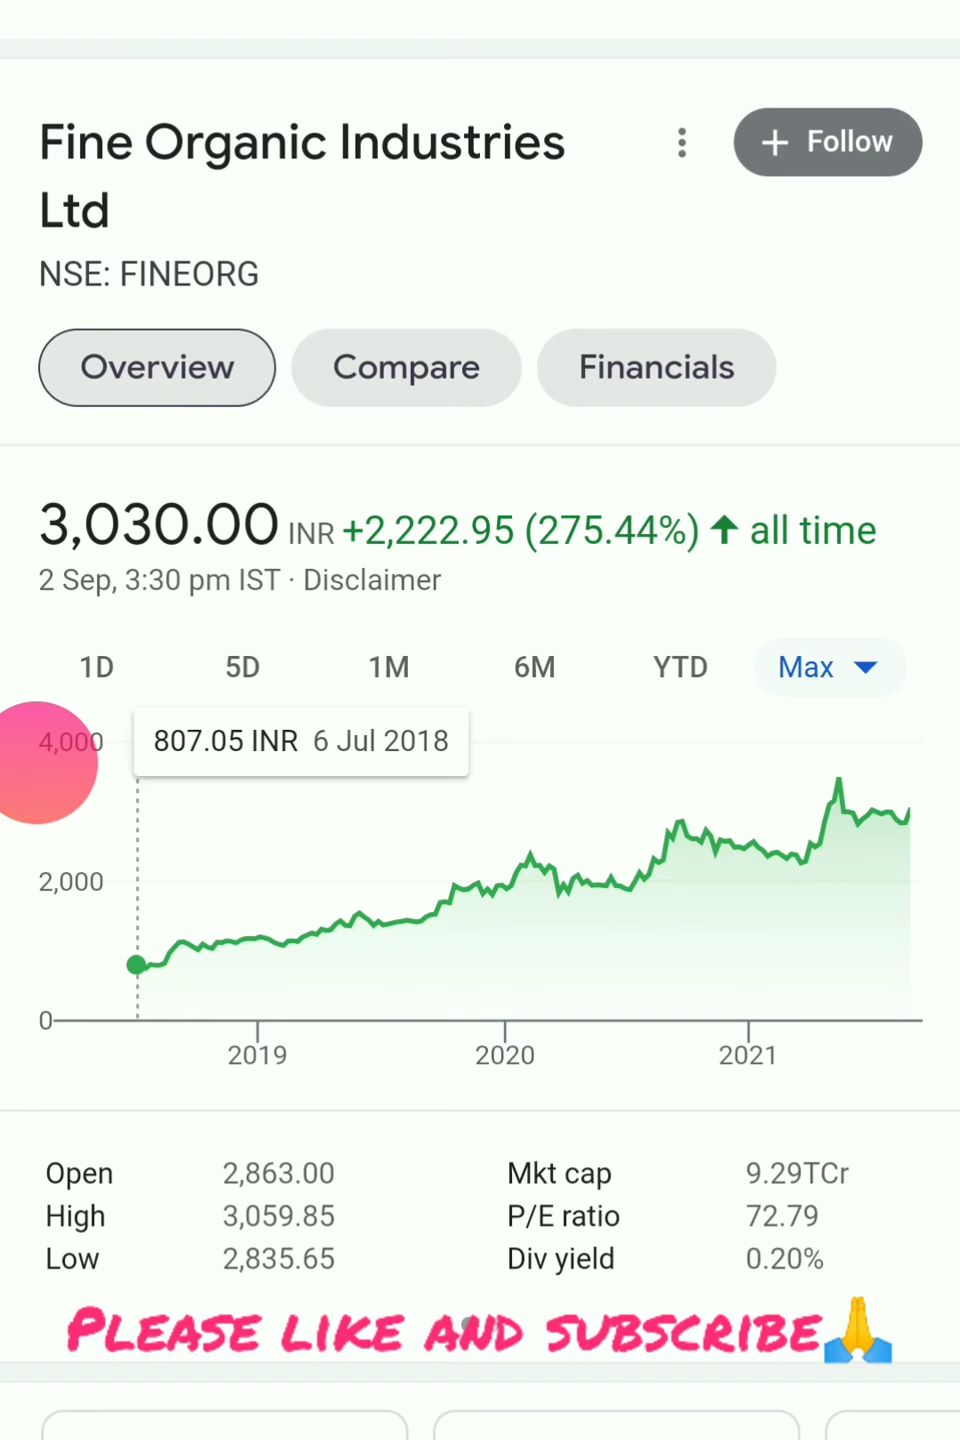 Fine Organic Industries
Ltd
+ Follow
NSE: FINEORG
Overview Compare Financials
3,030.00 INR +2,222.95 (275.44%) ↑ all time
2 Sep, 3:30 pm IST · Disclaimer
1D 5D 1M 6M YTD Max
4,000
807.05 INR 6 Jul 2018
2,000
0
2019 2020 2021
Open 2,863.00 Mkt cap 9.29TCr
High 3,059.85 P/E ratio 72.79
Low 2,835.65 Div yield 0.20%
PLEASE LIKE AND SUBSCRIBE🙏